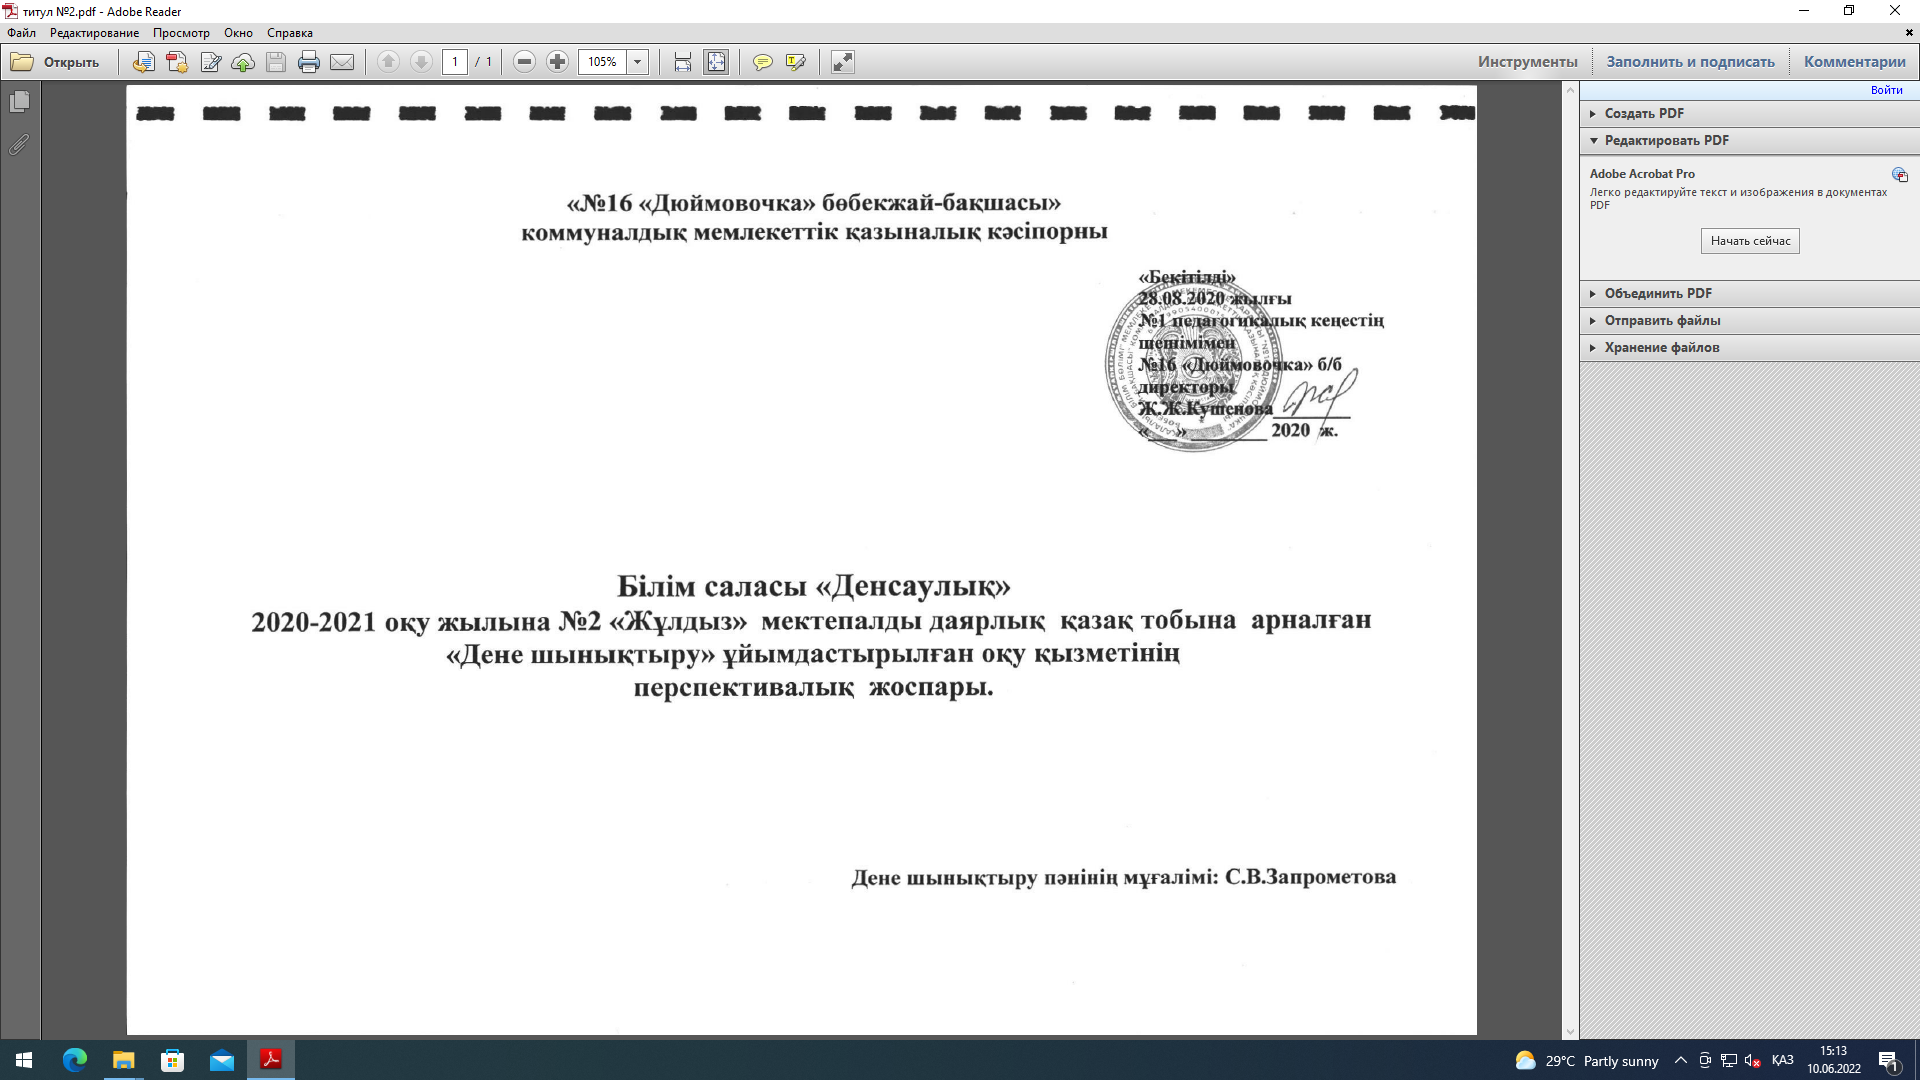 титул №2.pdf - Adobe Reader
Файл Редактирование Просмотр Окно Справка
Открыть 1 / 1 105% Инструменты Заполнить и подписать Комментарии
Войти
Создать PDF
Редактировать PDF
Adobe Acrobat Pro
Легко редактируйте текст и изображения в документах
PDF
Начать сейчас
Объединить PDF
Отправить файлы
Хранение файлов
«№16 «Дюймовочка» бөбекжай-бақшасы»
коммуналдық мемлекеттік қазыналық кәсіпорны
«Бекітілді»
28.08.2020 жылғы
№1 педагогикалық кеңестің
шешімімен
№16 «Дюймовочка» б/б
директоры
Ж.Ж.Кушенова________
«___» ________ 2020 ж.
Білім саласы «Денсаулық»
2020-2021 оқу жылына №2 «Жұлдыз» мектепалды даярлық қазақ тобына арналған
«Дене шынықтыру» ұйымдастырылған оқу қызметінің
перспективалық жоспары.
Дене шынықтыру пәнінің мұғалімі: С.В.Запрометова
29°C Partly sunny ҚАЗ 15:13
10.06.2022
1